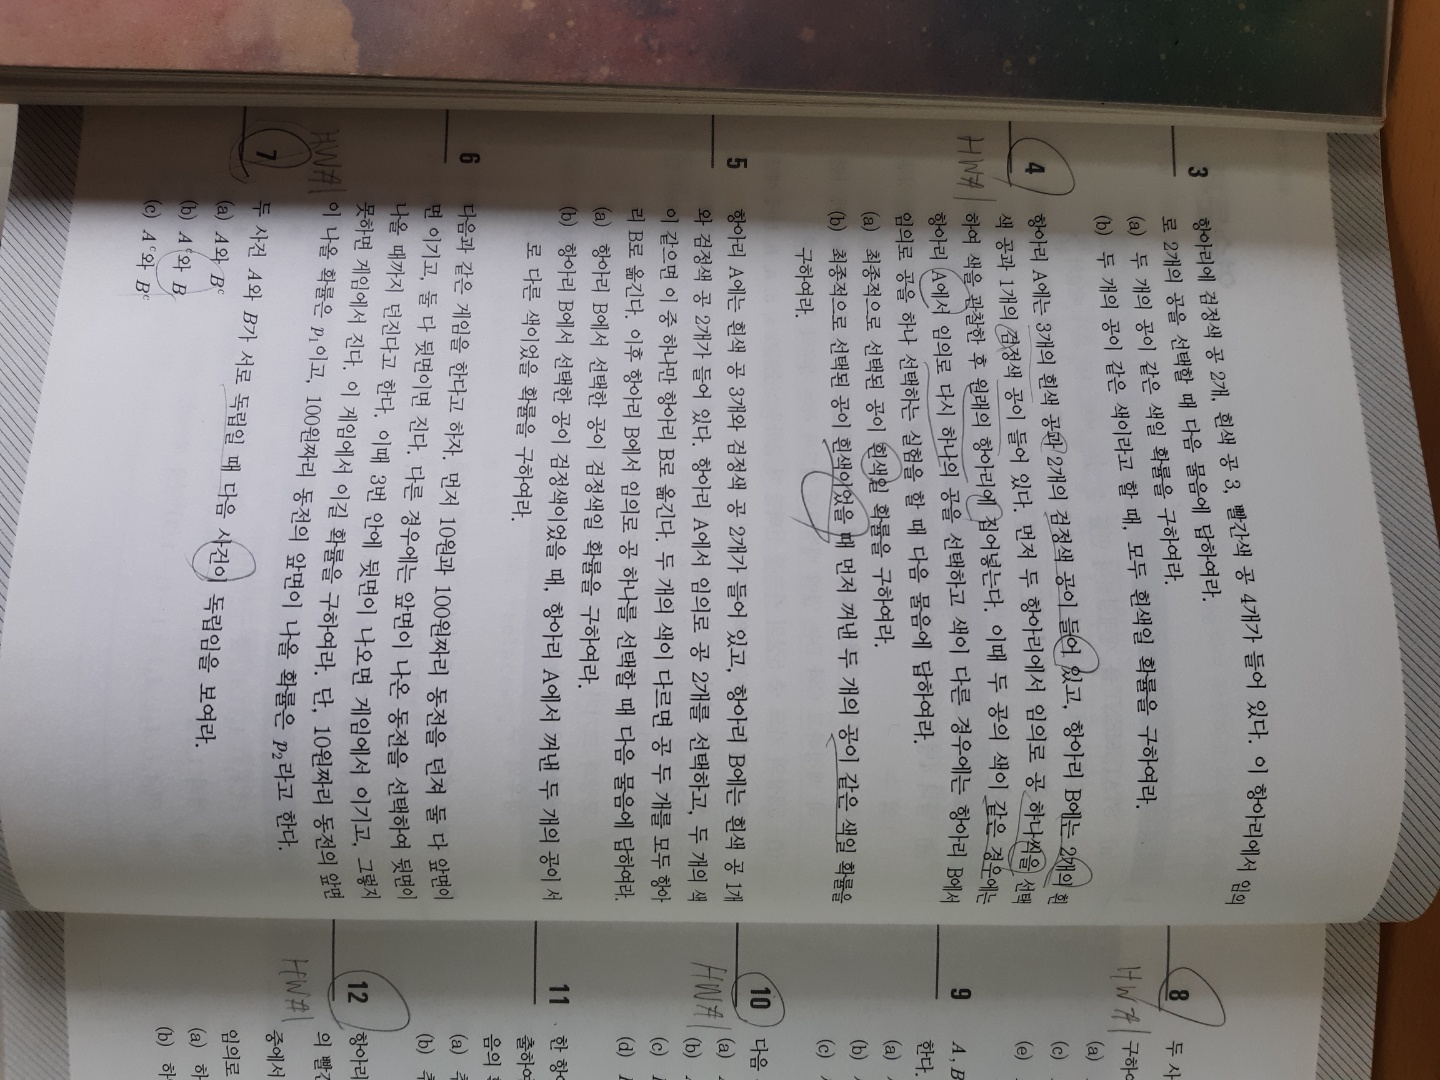 3
항아리에 검정색 공 2개, 흰색 공 3, 빨간색 공 4개가 들어 있다. 이 항아리에서 임의
로 2개의 공을 선택할 때 다음 물음에 답하여라.
(a) 두 개의 공이 같은 색일 확률을 구하여라.
(b) 두 개의 공이 같은 색이라고 할 때, 모두 흰색일 확률을 구하여라.
4
HW#1
항아리 A에는 3개의 흰색 공과 2개의 검정색 공이 들어 있고, 항아리 B에는 2개의 흰
색 공과 1개의 검정색 공이 들어 있다. 먼저 두 항아리에서 임의로 공 하나씩을 선택
하여 색을 관찰한 후 원래의 항아리에 집어넣는다. 이때 두 공의 색이 같은 경우에는
항아리 A에서 임의로 다시 하나의 공을 선택하고 색이 다른 경우에는 항아리 B에서
임의로 공을 하나 선택하는 실험을 할 때 다음 물음에 답하여라.
(a) 최종적으로 선택된 공이 흰색일 확률을 구하여라.
(b) 최종적으로 선택된 공이 흰색이었을 때 먼저 꺼낸 두 개의 공이 같은 색일 확률을
구하여라.
5
항아리 A에는 흰색 공 3개와 검정색 공 2개가 들어 있고, 항아리 B에는 흰색 공 1개
와 검정색 공 2개가 들어 있다. 항아리 A에서 임의로 공 2개를 선택하고, 두 개의 색
이 같으면 이 중 하나만 항아리 B로 옮긴다. 두 개의 색이 다르면 공 두 개를 모두 항아
리 B로 옮긴다. 이후 항아리 B에서 임의로 공 하나를 선택할 때 다음 물음에 답하여라.
(a) 항아리 B에서 선택한 공이 검정색일 확률을 구하여라.
(b) 항아리 B에서 선택한 공이 검정색이었을 때, 항아리 A에서 꺼낸 두 개의 공이 서
로 다른 색이었을 확률을 구하여라.
6
다음과 같은 게임을 한다고 하자. 먼저 10원과 100원짜리 동전을 던져 둘 다 앞면이
면 이기고, 둘 다 뒷면이면 진다. 다른 경우에는 앞면이 나온 동전을 선택하여 뒷면이
나올 때까지 던진다고 한다. 이때 3번 안에 뒷면이 나오면 게임에서 이기고, 그렇지
못하면 게임에서 진다. 이 게임에서 이길 확률을 구하여라. 단, 10원짜리 동전의 앞면
이 나올 확률은 p₁이고, 100원짜리 동전의 앞면이 나올 확률은 p₂라고 한다.
7
HW#1
두 사건 A와 B가 서로 독립일 때 다음 사건이 독립임을 보여라.
(a) A와 Bᶜ
(b) Aᶜ와 B
(c) Aᶜ와 Bᶜ
8
HW#1
두 사
구하
(a)
(c)
(e)
9
A, B
한다.
(a)
(b)
(c)
10
HW#1
다음
(a)
(b)
(c)
(d)
11
한 항아
출하여
음의
(a)
(b)
12
HW#1
항아리
의 빨간
중에서
임의로
(a) 하
(b) 하